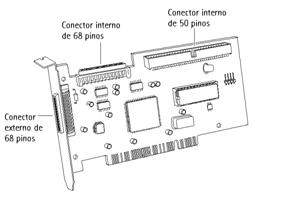 Conector interno
de 68 pinos
Conector interno
de 50 pinos
Conector
externo de
68 pinos